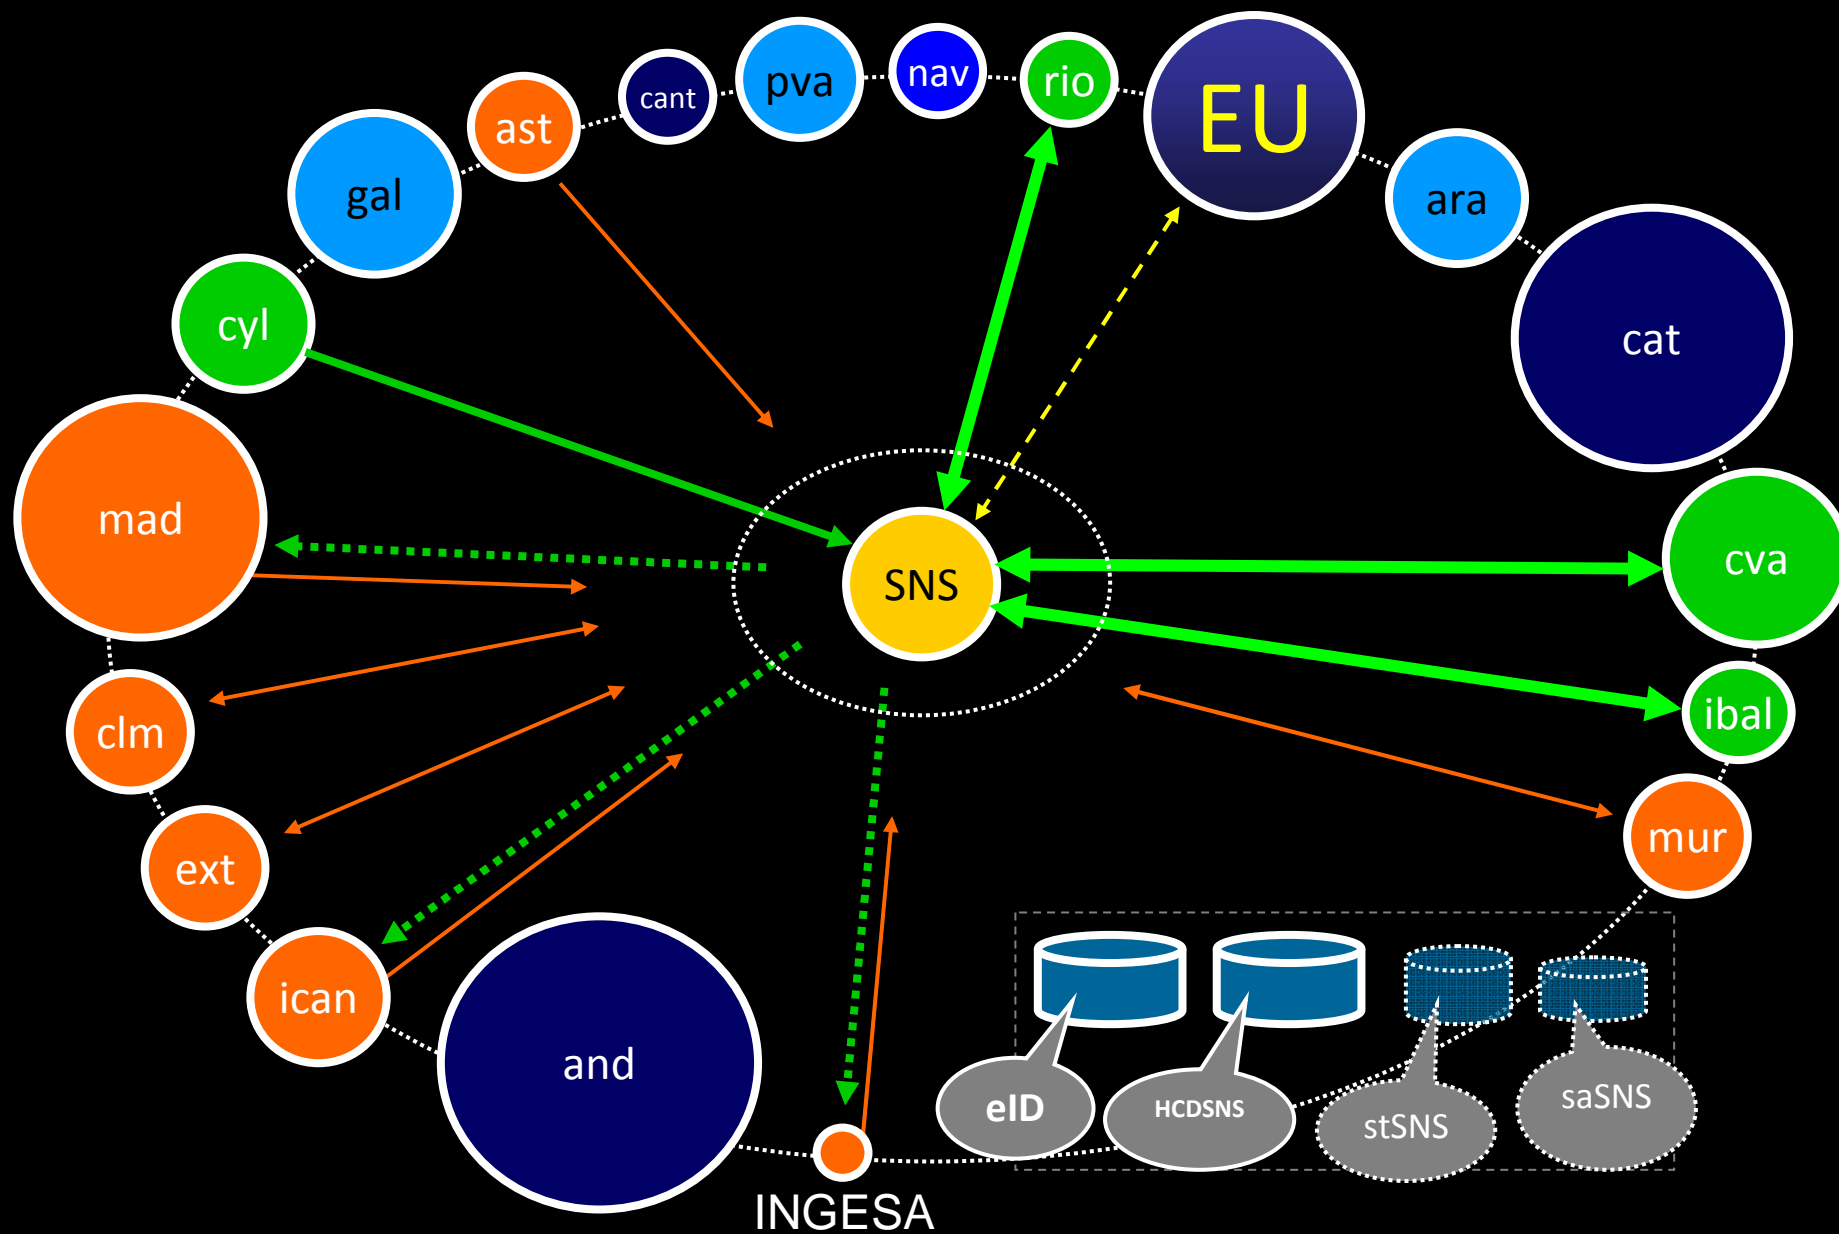 pva
nav
rio
EU
cant
ast
gal
ara
cyl
cat
mad
SNS
cva
clm
ibal
ext
mur
ican
and
eID
HCDSNS
stSNS
saSNS
INGESA